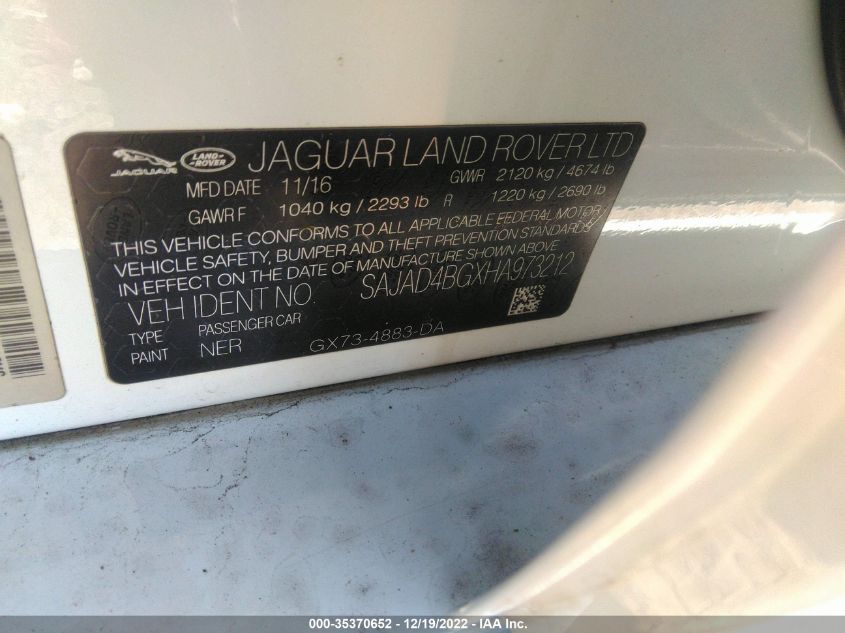 JAGUAR LAND-ROVER JAGUAR LAND ROVER LTD
MFD DATE 11/16 GVWR 2120 kg / 4674 lb
GAWR F 1040 kg / 2293 lb R 1220 kg / 2690 lb
THIS VEHICLE CONFORMS TO ALL APPLICABLE FEDERAL MOTOR
VEHICLE SAFETY, BUMPER AND THEFT PREVENTION STANDARDS
IN EFFECT ON THE DATE OF MANUFACTURE SHOWN ABOVE
VEH IDENT NO. SAJAD4BGXHA973212
TYPE PASSENGER CAR
PAINT NER GX73-4883-DA
000-35370652 - 12/19/2022 - IAA Inc.